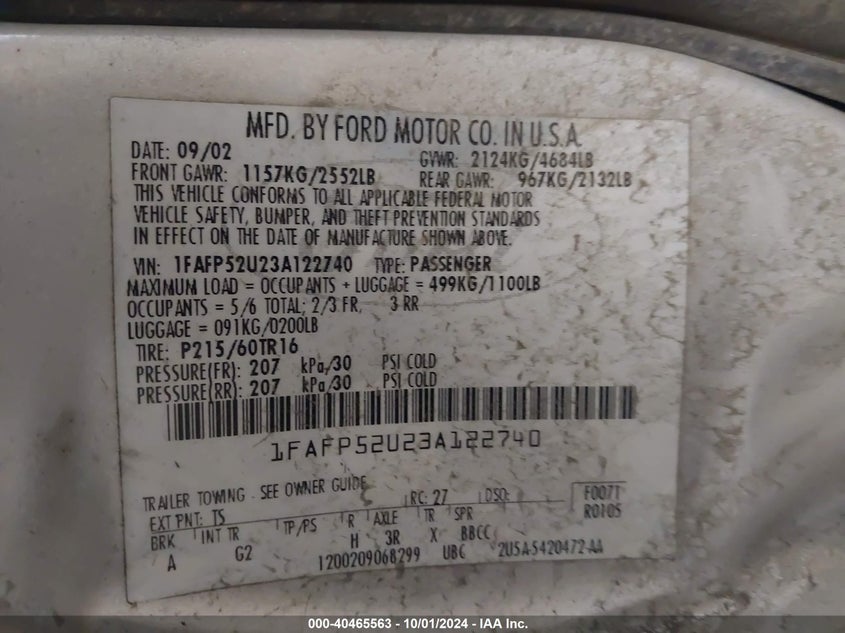 MFD. BY FORD MOTOR CO. IN U.S.A.
DATE: 09/02 GVWR: 2124KG/4684LB
FRONT GAWR: 1157KG/2552LB REAR GAWR: 967KG/2132LB
THIS VEHICLE CONFORMS TO ALL APPLICABLE FEDERAL MOTOR
VEHICLE SAFETY, BUMPER, AND THEFT PREVENTION STANDARDS
IN EFFECT ON THE DATE OF MANUFACTURE SHOWN ABOVE.
VIN: 1FAFP52U23A122740 TYPE: PASSENGER
MAXIMUM LOAD = OCCUPANTS + LUGGAGE = 499KG/1100LB
OCCUPANTS = 5/6 TOTAL; 2/3 FR, 3 RR
LUGGAGE = 091KG/0200LB
TIRE: P215/60TR16
PRESSURE(FR): 207 kPa/30 PSI COLD
PRESSURE(RR): 207 kPa/30 PSI COLD
1FAFP52U23A122740
TRAILER TOWING - SEE OWNER GUIDE
EXT PNT: TS RC: 27 DSO: F0071
R0105
BRK INT TR TP/PS R AXLE TR SPR
A G2 H 3R X BBCC
1200209068299 UBC 2U5A-5420472-AA
000-40465563 - 10/01/2024 - IAA Inc.